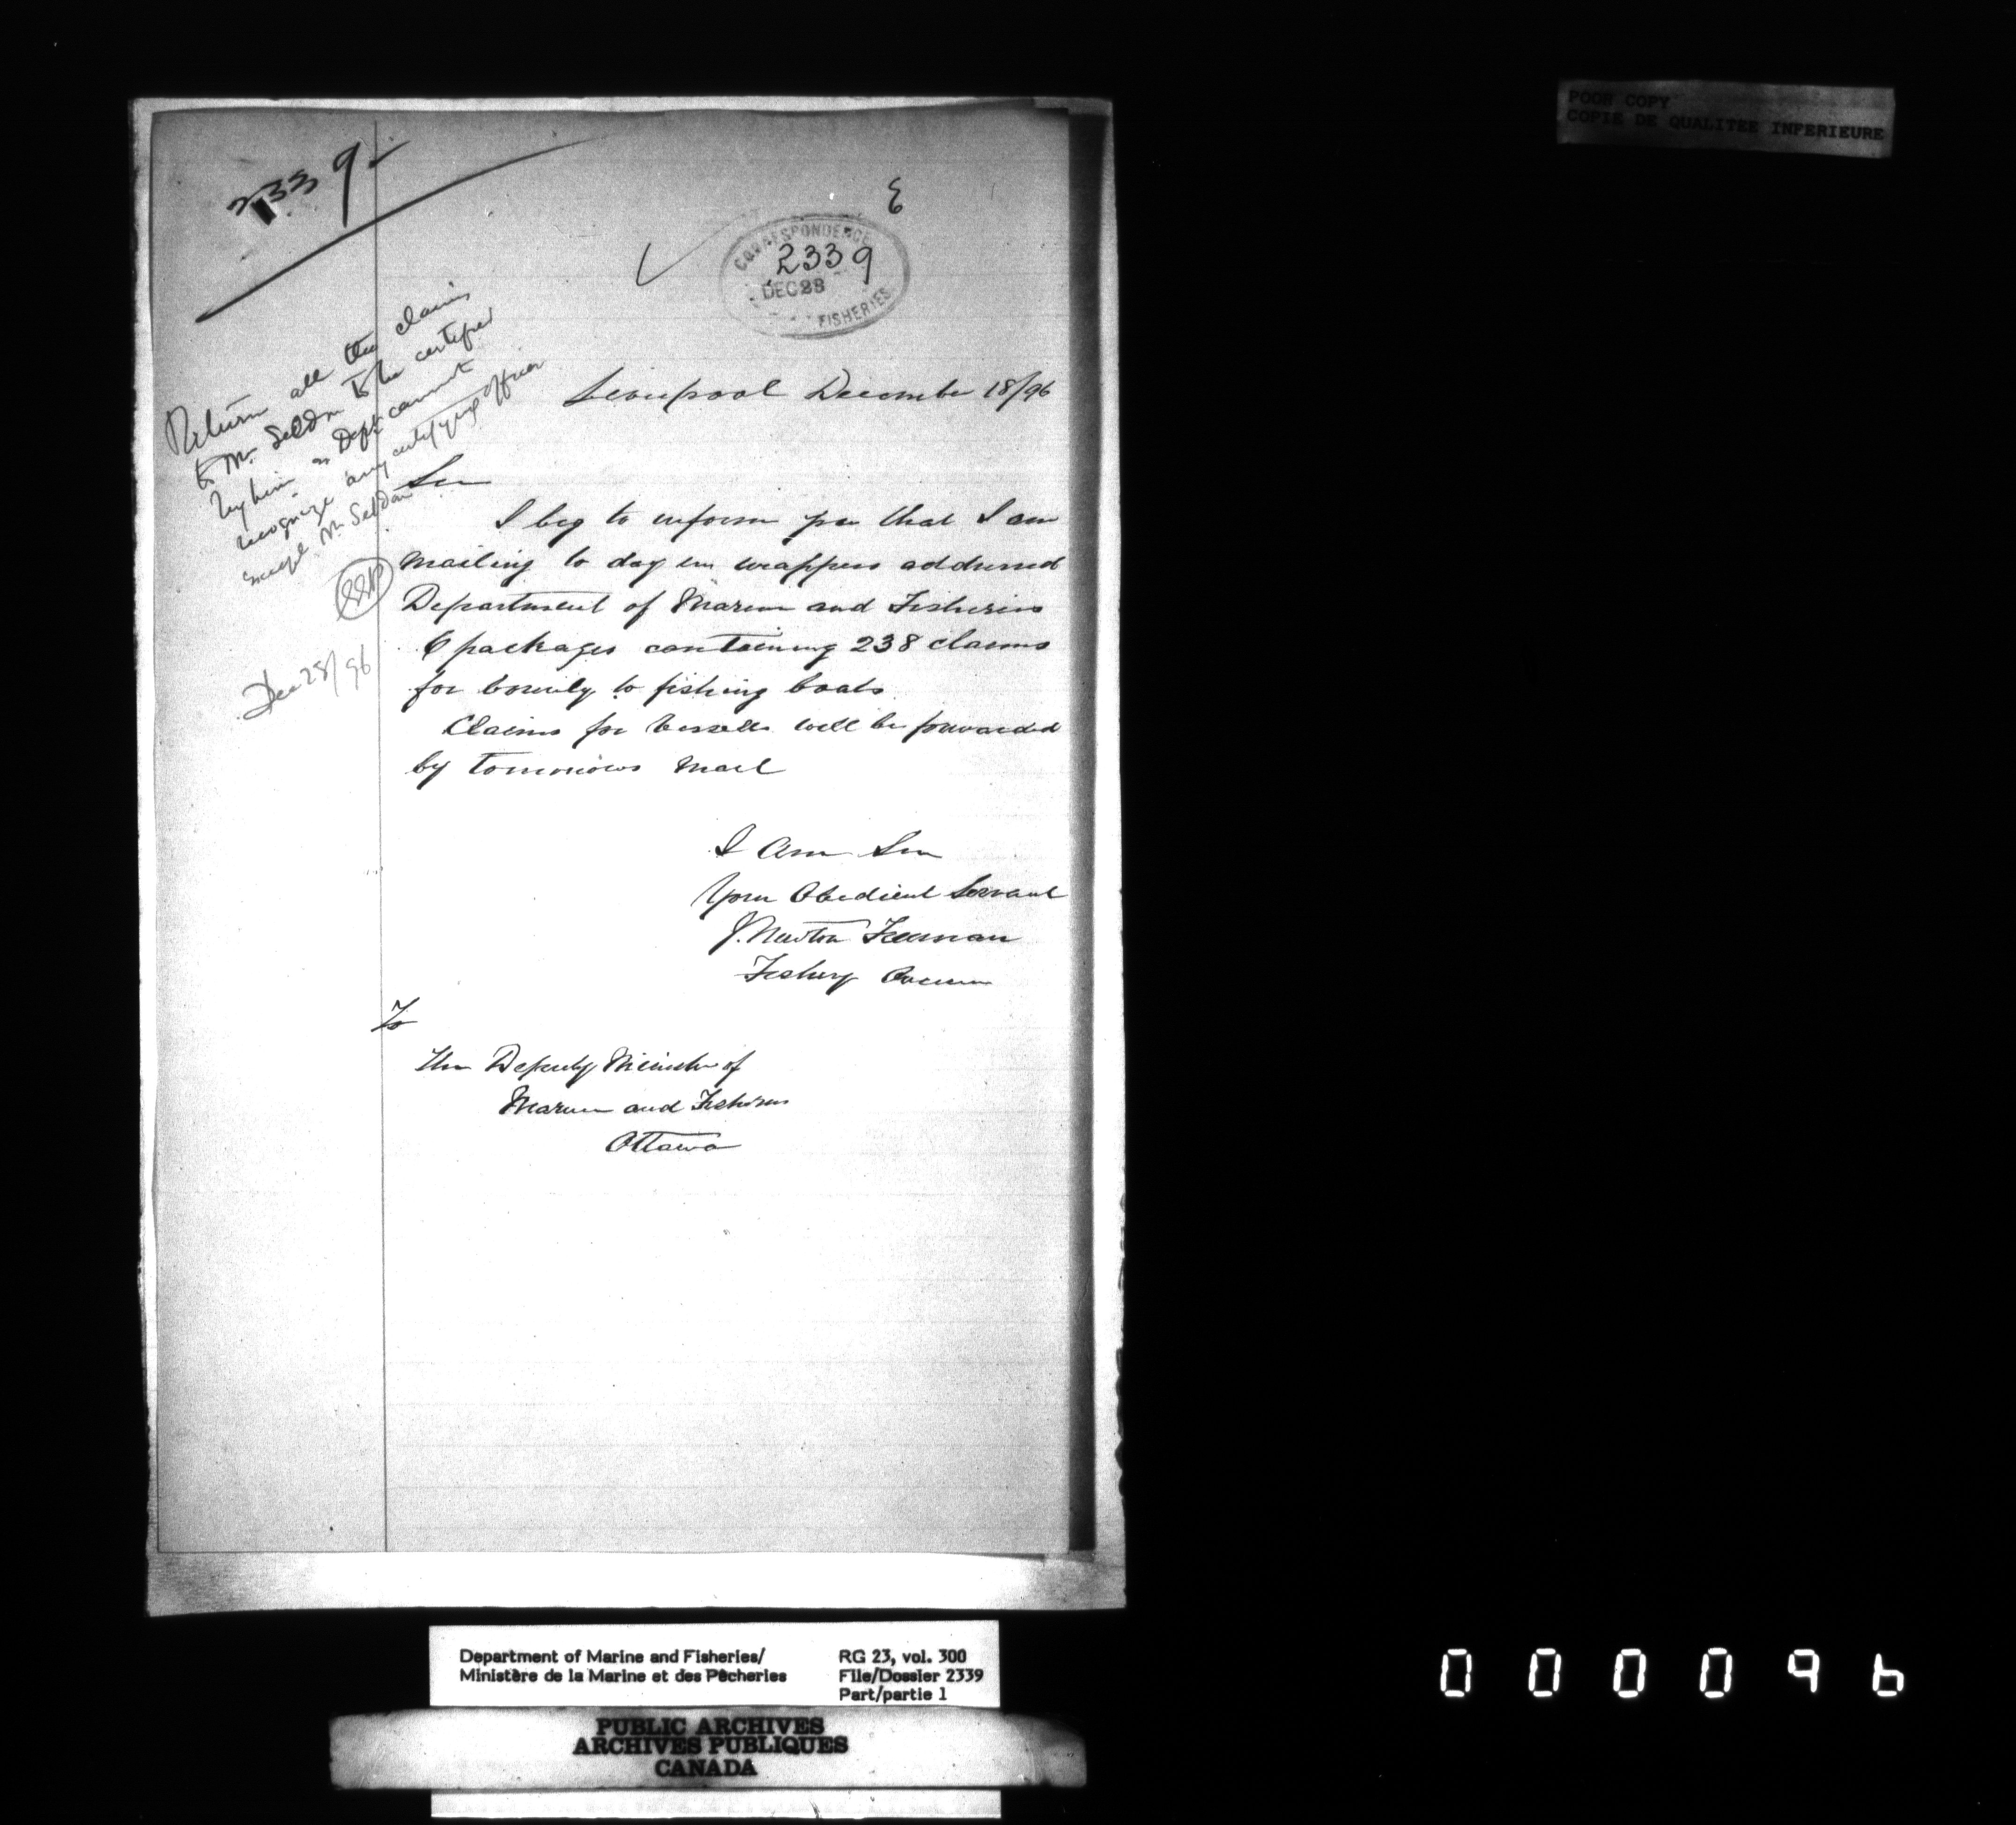 POOR COPY
COPIE DE QUALITEE INFERIEURE
2339
E
CORRESPONDENCE
2339
DEC 28
FISHERIES
Return all the claims
to Mr. Seldon to be certified
by him as Dept cannot
recognize any certifying officer
except Mr Seldon
Dec 28/96
Liverpool December 18/96
Sir
I beg to inform you that I am
mailing to day in wrappers addressed
Department of Marine and Fisheries
6 packages containing 238 claims
for bounty to fishing boats
Claims for Vessells will be forwarded
by tomorrows mail
I am Sir
Your Obedient Servant
J. Newton Freeman
Fishery Overseer
To
The Deputy Minister of
Marine and Fisheries
Ottawa
Department of Marine and Fisheries/
Ministère de la Marine et des Pêcheries
RG 23, vol. 300
File/Dossier 2339
Part/partie 1
PUBLIC ARCHIVES
ARCHIVES PUBLIQUES
CANADA
000096